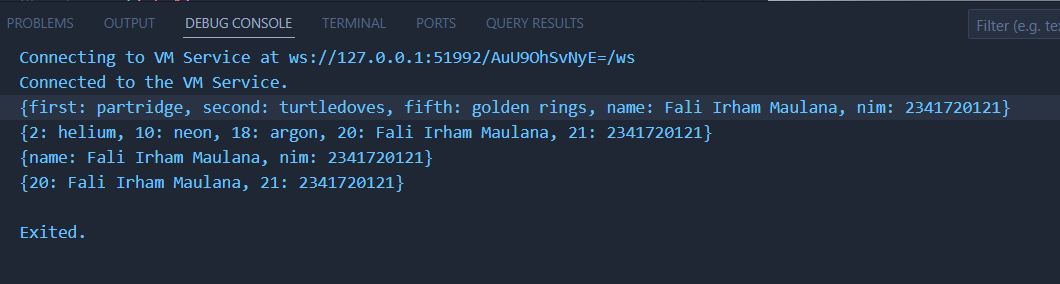 PROBLEMS OUTPUT DEBUG CONSOLE TERMINAL PORTS QUERY RESULTS Filter (e.g. te
Connecting to VM Service at ws://127.0.0.1:51992/AuU9OhSvNyE=/ws
Connected to the VM Service.
{first: partridge, second: turtledoves, fifth: golden rings, name: Fali Irham Maulana, nim: 2341720121}
{2: helium, 10: neon, 18: argon, 20: Fali Irham Maulana, 21: 2341720121}
{name: Fali Irham Maulana, nim: 2341720121}
{20: Fali Irham Maulana, 21: 2341720121}
Exited.